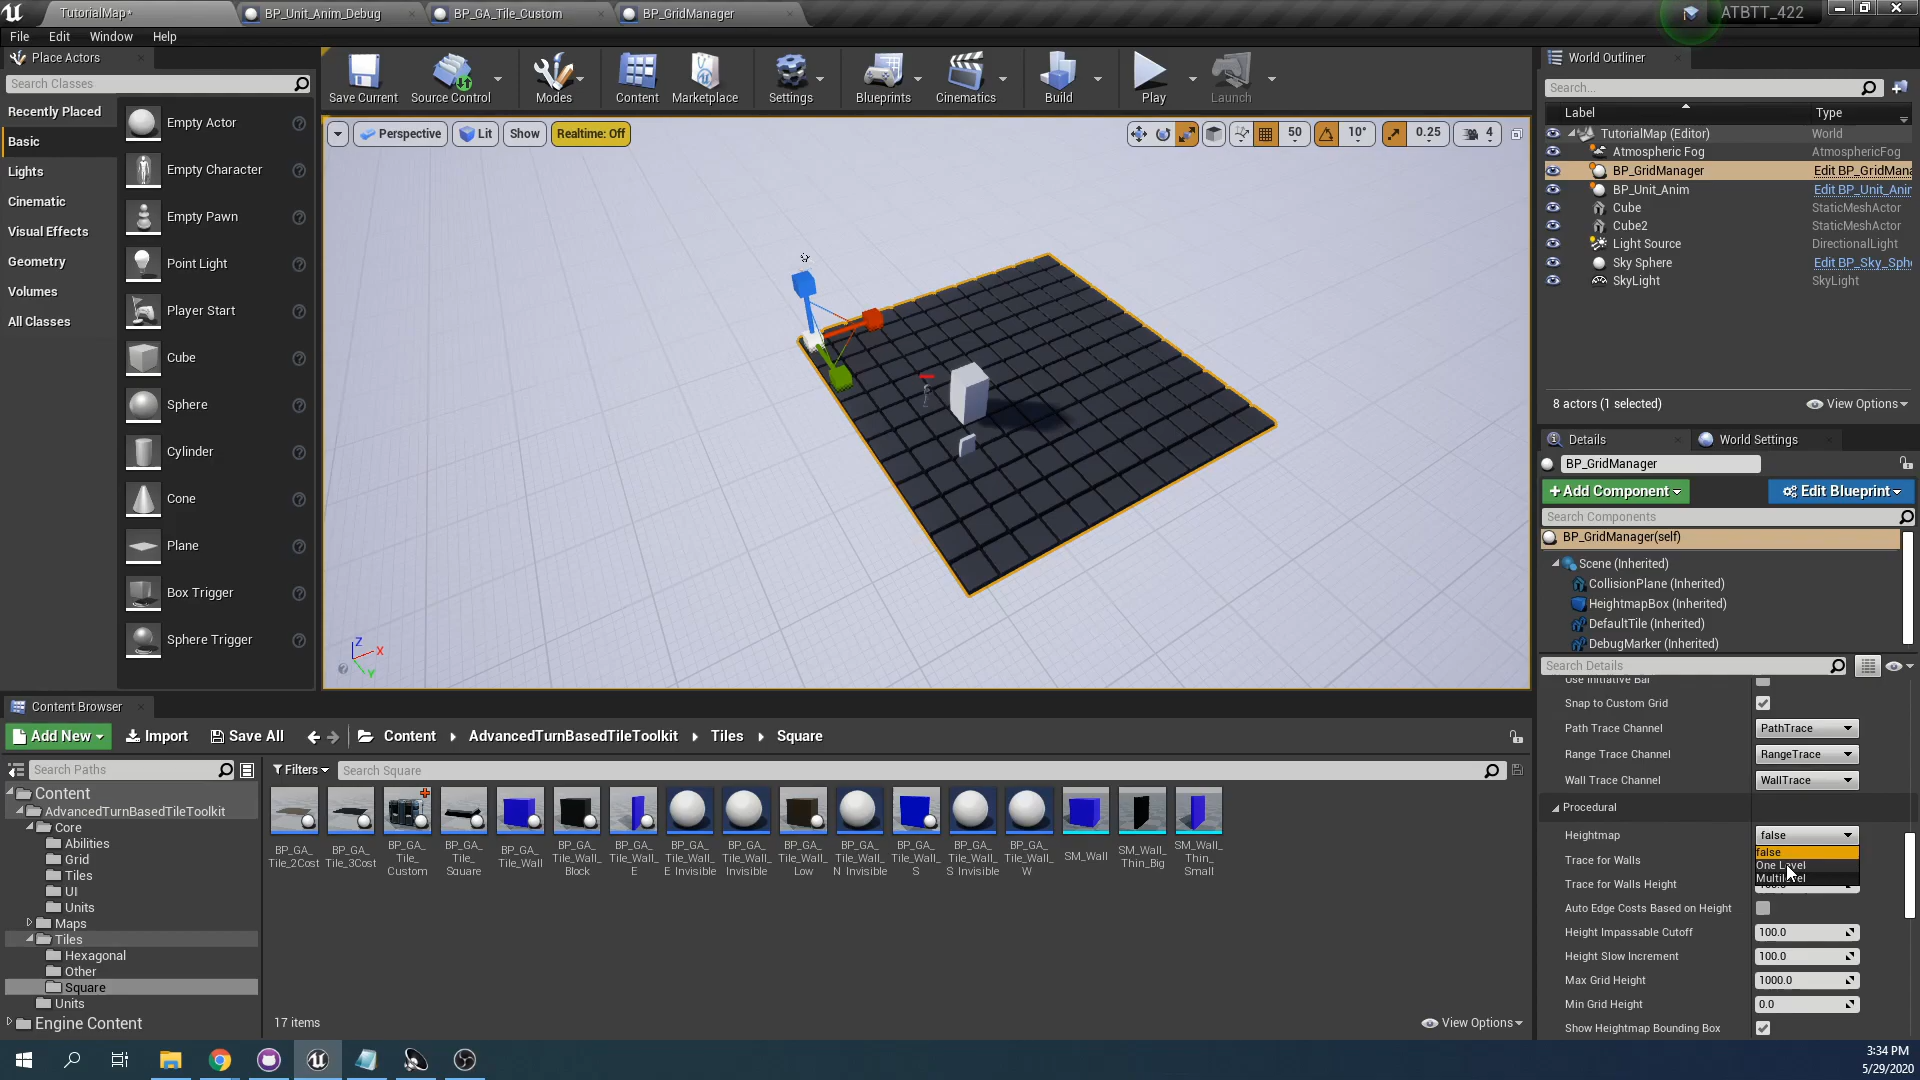 TutorialMap*
BP_Unit_Anim_Debug
BP_GA_Tile_Custom
BP_GridManager
ATBTT_422
File Edit Window Help
Place Actors
Search Classes
Recently Placed
Basic
Lights
Cinematic
Visual Effects
Geometry
Volumes
All Classes
Empty Actor
Empty Character
Empty Pawn
Point Light
Player Start
Cube
Sphere
Cylinder
Cone
Plane
Box Trigger
Sphere Trigger
Save Current
Source Control
Modes
Content
Marketplace
Settings
Blueprints
Cinematics
Build
Play
Launch
Perspective Lit Show Realtime: Off
50 10° 0.25 4
Z
X
Y
World Outliner
Search...
Label Type
TutorialMap (Editor) World
Atmospheric Fog AtmosphericFog
BP_GridManager Edit BP_GridMana
BP_Unit_Anim Edit BP_Unit_Anim
Cube StaticMeshActor
Cube2 StaticMeshActor
Light Source DirectionalLight
Sky Sphere Edit BP_Sky_Sphe
SkyLight SkyLight
8 actors (1 selected)
View Options
Details
World Settings
BP_GridManager
+Add Component
Edit Blueprint
Search Components
BP_GridManager(self)
Scene (Inherited)
CollisionPlane (Inherited)
HeightmapBox (Inherited)
DefaultTile (Inherited)
DebugMarker (Inherited)
Search Details
Use Initiative Bar
Snap to Custom Grid
Path Trace Channel PathTrace
Range Trace Channel RangeTrace
Wall Trace Channel WallTrace
Procedural
Heightmap false
false
One Level
Multilevel
Trace for Walls
Trace for Walls Height
Auto Edge Costs Based on Height
Height Impassable Cutoff 100.0
Height Slow Increment 100.0
Max Grid Height 1000.0
Min Grid Height 0.0
Show Heightmap Bounding Box
Content Browser
Add New Import Save All
Content AdvancedTurnBasedTileToolkit Tiles Square
Search Paths
Filters
Search Square
Content
AdvancedTurnBasedTileToolkit
Core
Abilities
Grid
Tiles
UI
Units
Maps
Tiles
Hexagonal
Other
Square
Units
Engine Content
BP_GA_
Tile_2Cost
BP_GA_
Tile_3Cost
BP_GA_
Tile_
Custom
BP_GA_
Tile_
Square
BP_GA_
Tile_Wall
BP_GA_
Tile_Wall_
Block
BP_GA_
Tile_Wall_
E
BP_GA_
Tile_Wall_
E_Invisible
BP_GA_
Tile_Wall_
Invisible
BP_GA_
Tile_Wall_
Low
BP_GA_
Tile_Wall_
N_Invisible
BP_GA_
Tile_Wall_
S
BP_GA_
Tile_Wall_
S_Invisible
BP_GA_
Tile_Wall_
W
SM_Wall
SM_Wall_
Thin_Big
SM_Wall_
Thin_
Small
17 items
View Options
3:34 PM
5/29/2020